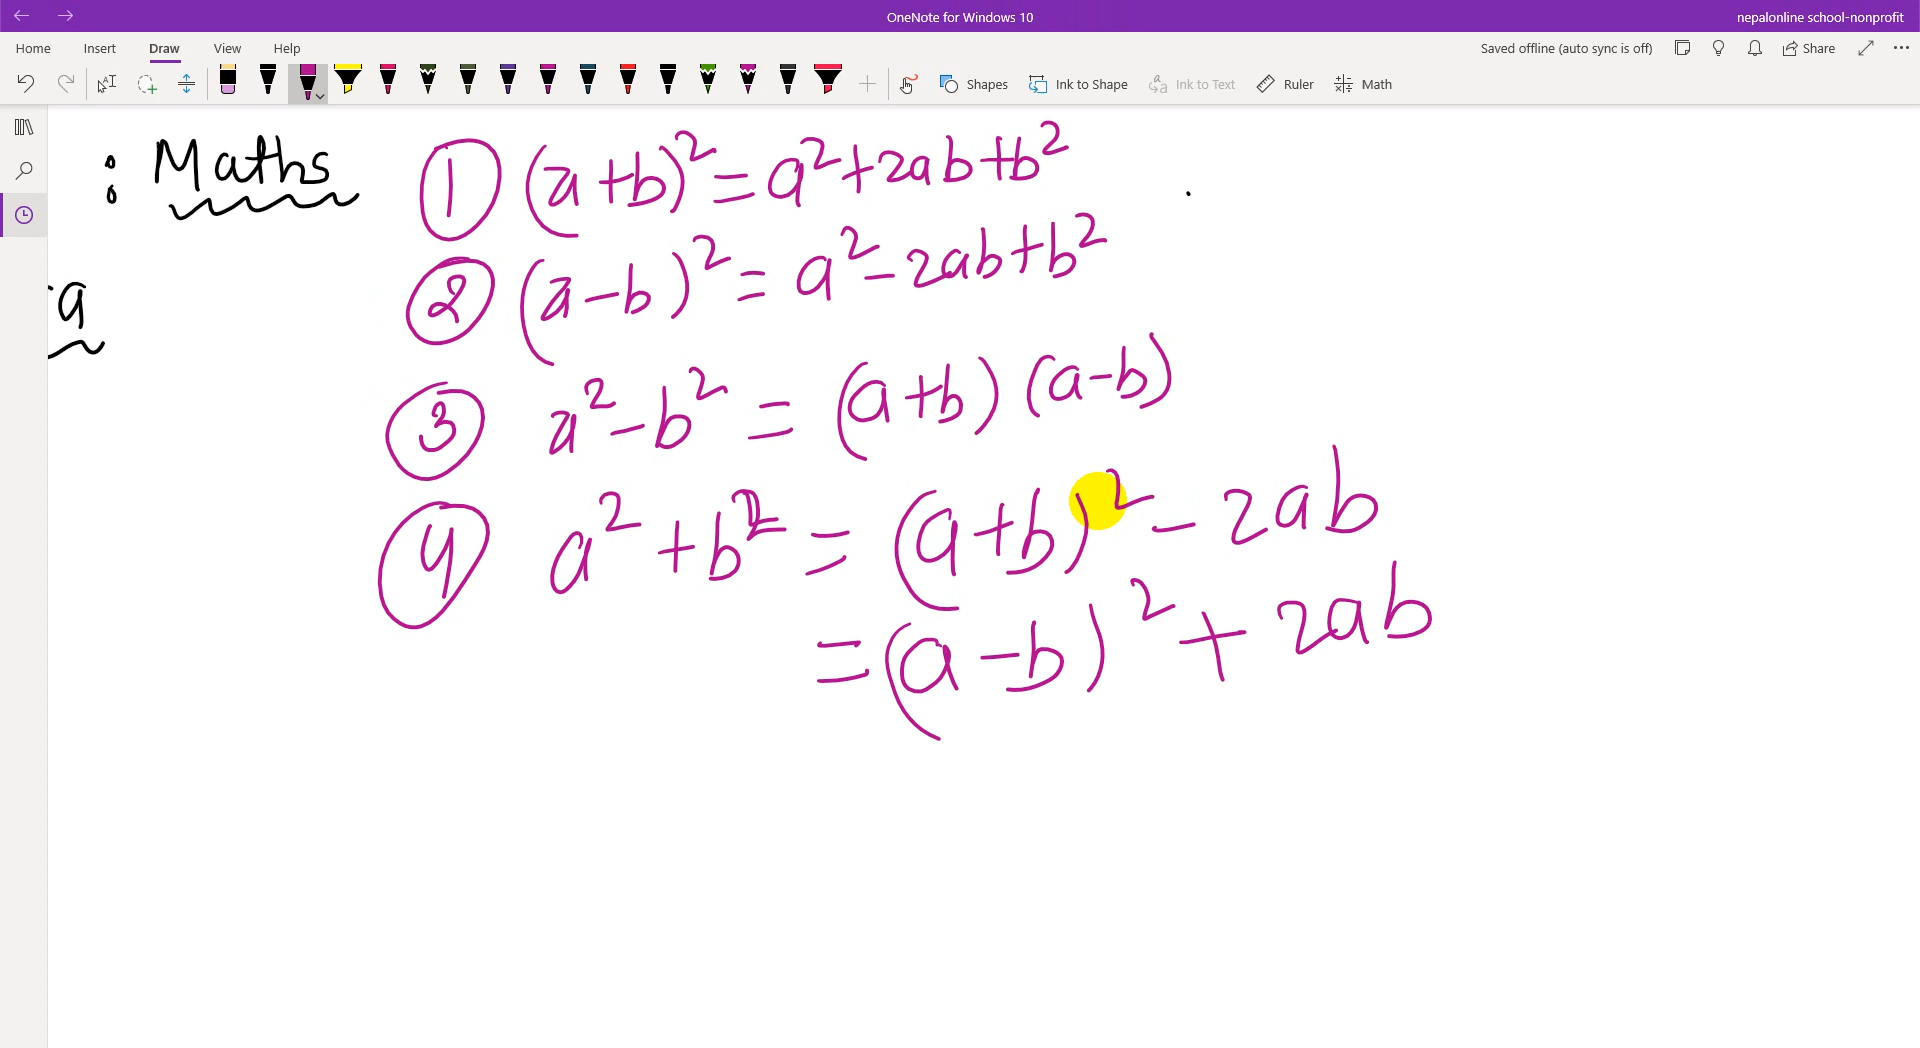 OneNote for Windows 10
nepalonline school-nonprofit
Home Insert Draw View Help
Saved offline (auto sync is off) Share
Shapes Ink to Shape Ink to Text Ruler Math
: Maths
a
① (a+b)²=a²+2ab+b²
② (a-b)²= a²-2ab+b²
③ a²-b² = (a+b) (a-b)
④ a²+b² = (a+b)²-2ab
=(a-b)²+2ab